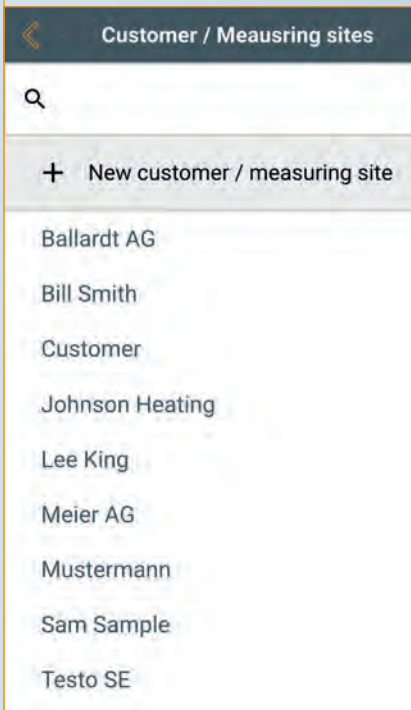 Customer / Meausring sites
+ New customer / measuring site
Ballardt AG
Bill Smith
Customer
Johnson Heating
Lee King
Meier AG
Mustermann
Sam Sample
Testo SE